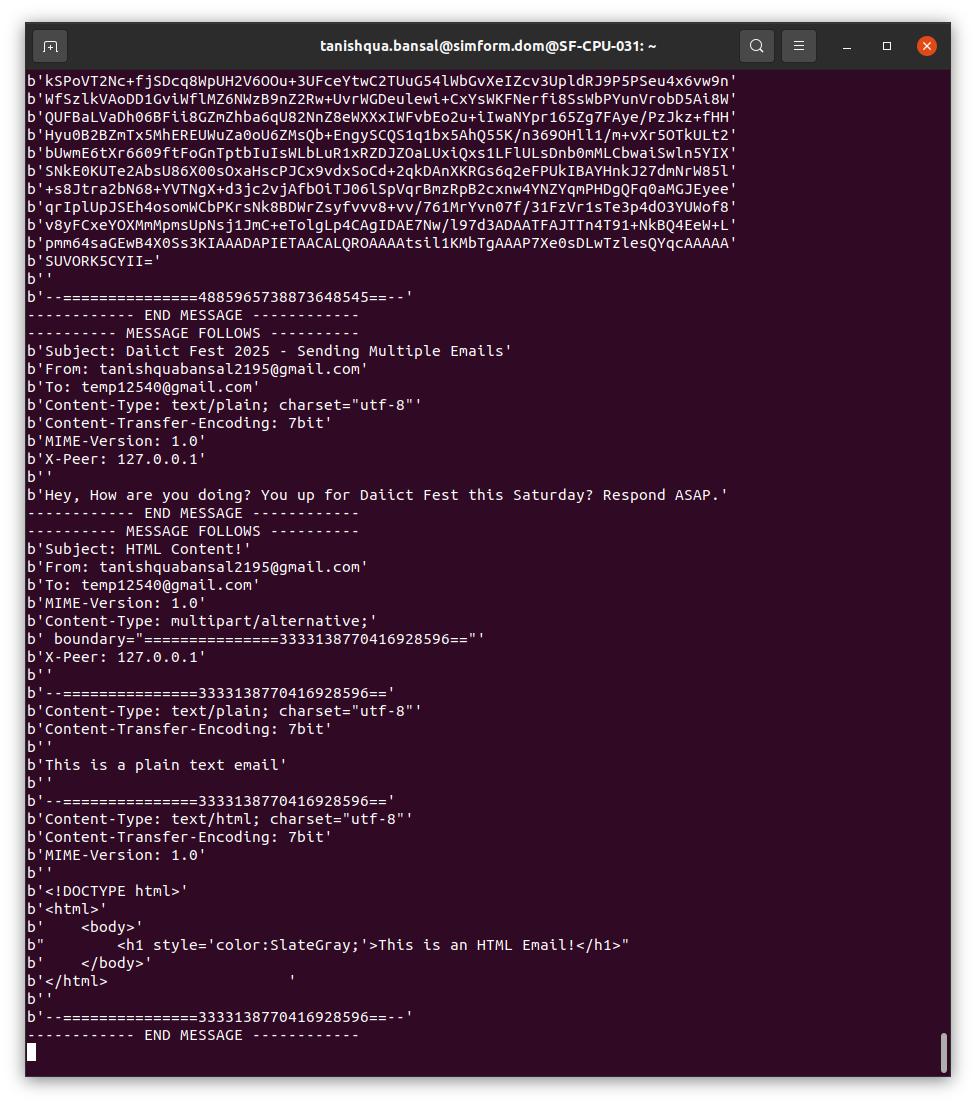 tanishqua.bansal@simform.dom@SF-CPU-031: ~
b'kSPoVT2Nc+fjSDcq8WpUH2V6OOu+3UFceYtwC2TUuG54lWbGvXeIZcv3UpldRJ9P5PSeu4x6vw9n'
b'WfSzlkVAoDD1GviWflMZ6NWzB9nZ2Rw+UvrWGDeulewi+CxYsWKFNerfi8SsWbPYunVrobD5Ai8W'
b'QUFBaLVaDh06BFii8GZmZhba6qU82NnZ8eWXXxIWFvbEo2u+iIwaNYpr165Zg7FAye/PzJkz+fHH'
b'Hyu0B2BZmTx5MhEREUWuZa0oU6ZMsQb+EngySCQS1q1bx5AhQ55K/n369OHll1/m+vXr5OTkULt2'
b'bUwmE6tXr6609ftFoGnTptbIuIsWLbLuR1xRZDJZOaLUxiQxs1LFlULsDnb0mMLCbwaiSwln5YIX'
b'SNkE0KUTe2AbsU86X00sOxaHscPJCx9vdxSoCd+2qkDAnXKRGs6q2eFPUkIBAYHnkJ27dmNrW85l'
b'+s8Jtra2bN68+YVTNgX+d3jc2vjAfbOiTJ06lSpVqrBmzRpB2cxnw4YNZYqmPHDgQFq0aMGJEyee'
b'qrIplUpJSEh4osomWCbPKrsNk8BDWrZsyfvvv8+vv/761MrYvn07f/31FzVr1sTe3p4dO3YUWof8'
b'v8yFCxeYOXMmMpmsUpNsj1JmC+eTolgLp4CAgIDAE7Nw/l97d3ADAATFAJTTn4T91+NkBQ4EeW+L'
b'pmm64saGEwB4X0Ss3KIAAADAPIETAACALQROAAAAtsil1KMbTgAAAP7Xe0sDLwTzlesQYqcAAAAA'
b'SUVORK5CYII='
b''
b'--===============4885965738873648545==--'
------------ END MESSAGE ------------
---------- MESSAGE FOLLOWS ----------
b'Subject: Daiict Fest 2025 - Sending Multiple Emails'
b'From: tanishquabansal2195@gmail.com'
b'To: temp12540@gmail.com'
b'Content-Type: text/plain; charset="utf-8"'
b'Content-Transfer-Encoding: 7bit'
b'MIME-Version: 1.0'
b'X-Peer: 127.0.0.1'
b''
b'Hey, How are you doing? You up for Daiict Fest this Saturday? Respond ASAP.'
------------ END MESSAGE ------------
---------- MESSAGE FOLLOWS ----------
b'Subject: HTML Content!'
b'From: tanishquabansal2195@gmail.com'
b'To: temp12540@gmail.com'
b'MIME-Version: 1.0'
b'Content-Type: multipart/alternative;'
b' boundary="===============3333138770416928596=="'
b'X-Peer: 127.0.0.1'
b''
b'--===============3333138770416928596=='
b'Content-Type: text/plain; charset="utf-8"'
b'Content-Transfer-Encoding: 7bit'
b''
b'This is a plain text email'
b''
b'--===============3333138770416928596=='
b'Content-Type: text/html; charset="utf-8"'
b'Content-Transfer-Encoding: 7bit'
b'MIME-Version: 1.0'
b''
b'<!DOCTYPE html>'
b'<html>'
b'    <body>'
b"        <h1 style='color:SlateGray;'>This is an HTML Email!</h1>"
b'    </body>'
b'</html>                    '
b''
b'--===============3333138770416928596==--'
------------ END MESSAGE ------------